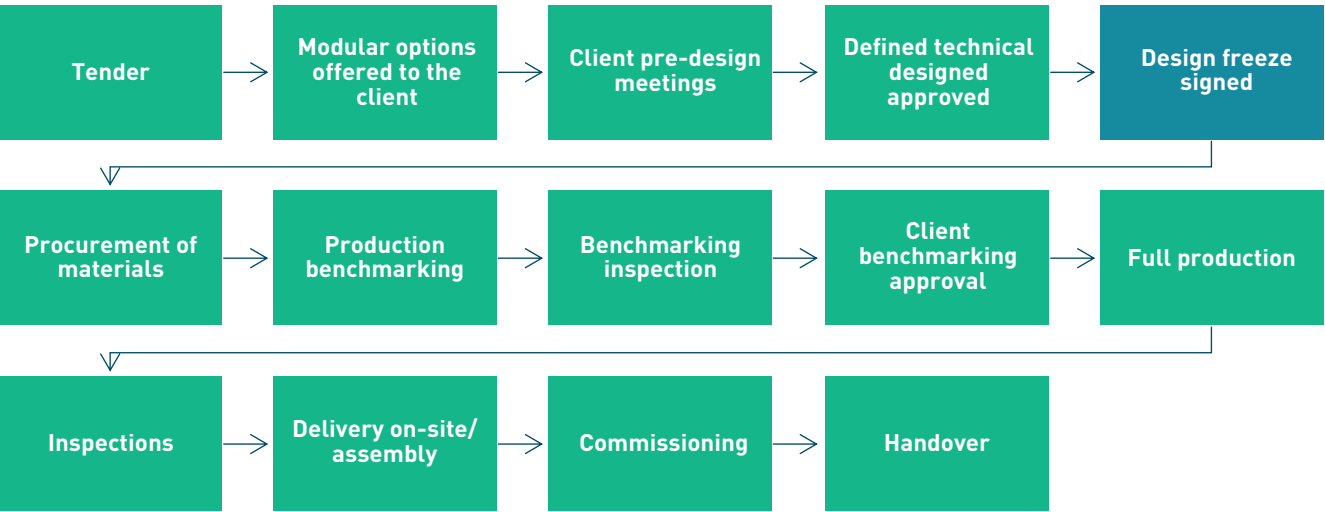 Tender
Modular options
offered to the
client
Client pre-design
meetings
Defined technical
designed
approved
Design freeze
signed
Procurement of
materials
Production
benchmarking
Benchmarking
inspection
Client
benchmarking
approval
Full production
Inspections
Delivery on-site/
assembly
Commissioning
Handover